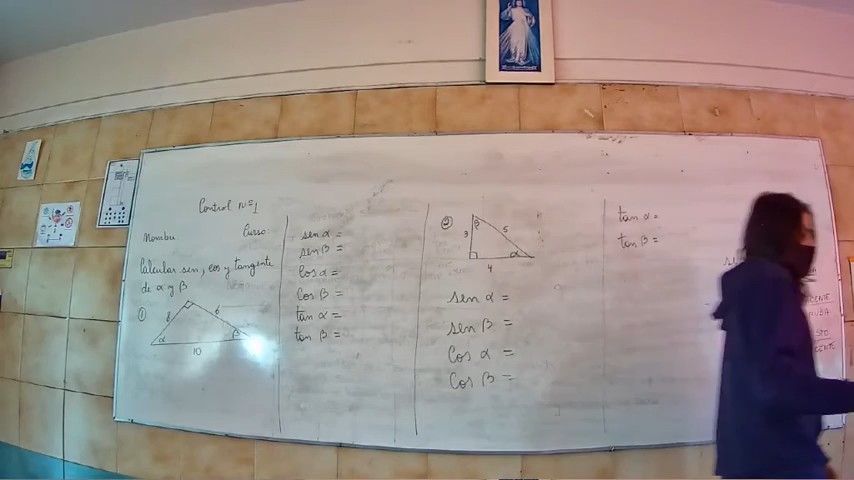 Control Nº1
Nombre Curso:
Calcular sen, cos y tangente
de α y β
①
8
6
α
β
10
sen α =
sen β =
cos α =
cos β =
tan α =
tan β =
②
β
3
5
α
4
sen α =
sen β =
Cos α =
Cos β =
tan α =
tan β =